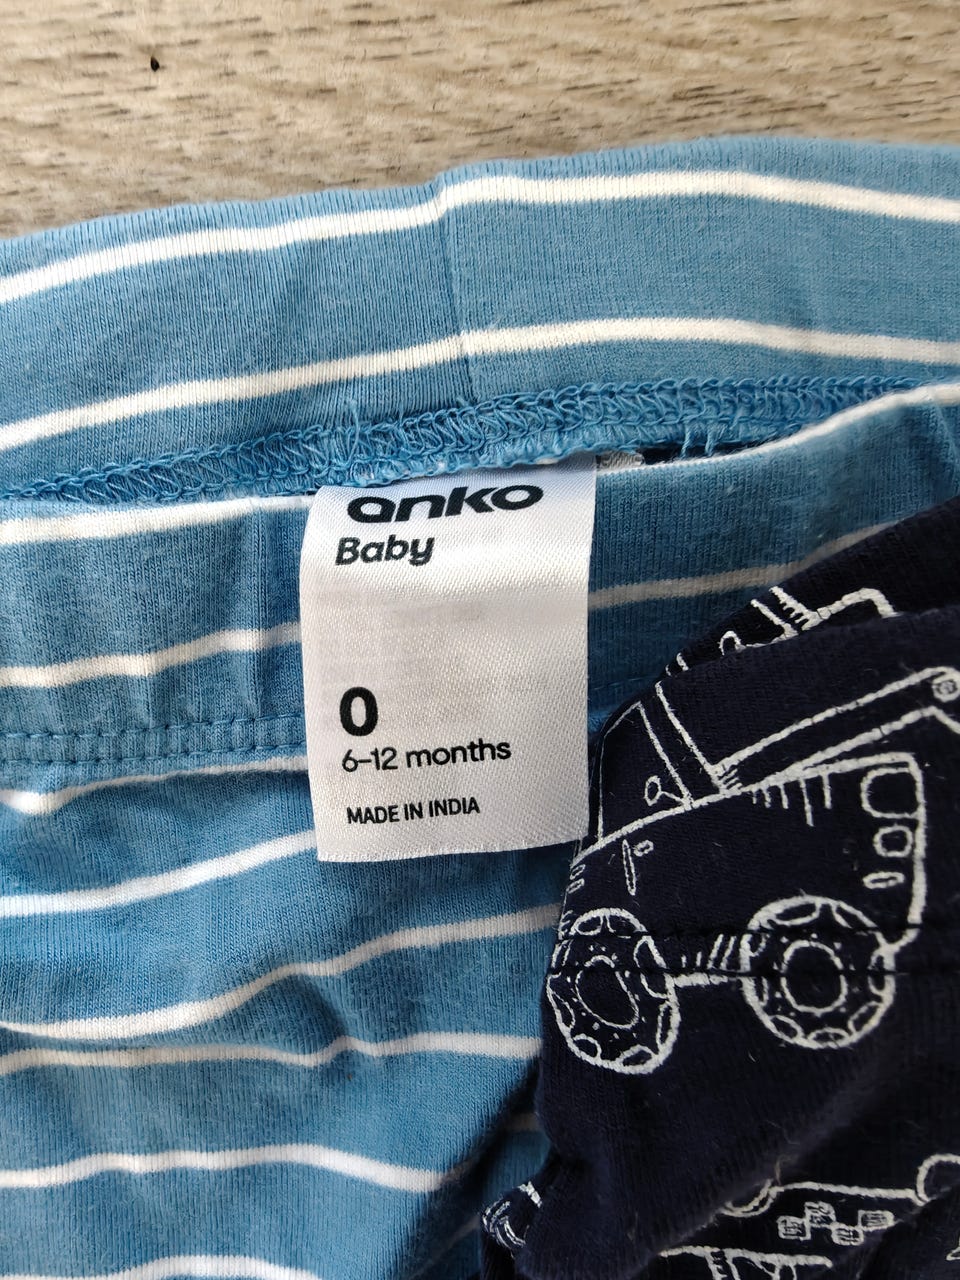 anko
Baby
0
6–12 months
MADE IN INDIA